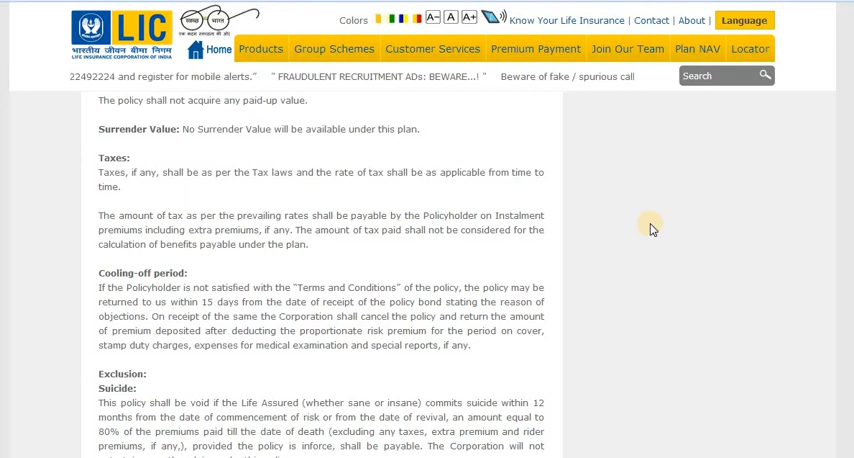 LIC
भारतीय जीवन बीमा निगम
LIFE INSURANCE CORPORATION OF INDIA
स्वच्छ भारत
एक कदम स्वच्छता की ओर
Colors A- A A+ Know Your Life Insurance | Contact | About | Language
Home Products Group Schemes Customer Services Premium Payment Join Our Team Plan NAV Locator
22492224 and register for mobile alerts.” " FRAUDULENT RECRUITMENT ADs: BEWARE...! " Beware of fake / spurious call
Search
The policy shall not acquire any paid-up value.
Surrender Value: No Surrender Value will be available under this plan.
Taxes:
Taxes, if any, shall be as per the Tax laws and the rate of tax shall be as applicable from time to
time.
The amount of tax as per the prevailing rates shall be payable by the Policyholder on Instalment
premiums including extra premiums, if any. The amount of tax paid shall not be considered for the
calculation of benefits payable under the plan.
Cooling-off period:
If the Policyholder is not satisfied with the “Terms and Conditions” of the policy, the policy may be
returned to us within 15 days from the date of receipt of the policy bond stating the reason of
objections. On receipt of the same the Corporation shall cancel the policy and return the amount
of premium deposited after deducting the proportionate risk premium for the period on cover,
stamp duty charges, expenses for medical examination and special reports, if any.
Exclusion:
Suicide:
This policy shall be void if the Life Assured (whether sane or insane) commits suicide within 12
months from the date of commencement of risk or from the date of revival, an amount equal to
80% of the premiums paid till the date of death (excluding any taxes, extra premium and rider
premiums, if any,), provided the policy is inforce, shall be payable. The Corporation will not